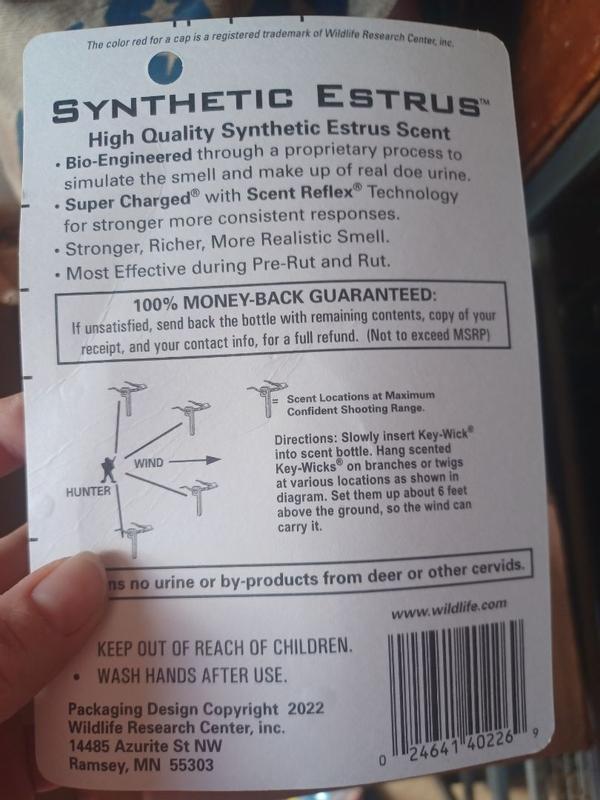 The color red for a cap is a registered trademark of Wildlife Research Center, inc.
SYNTHETIC ESTRUS™
High Quality Synthetic Estrus Scent
• Bio-Engineered through a proprietary process to
simulate the smell and make up of real doe urine.
• Super Charged® with Scent Reflex® Technology
for stronger more consistent responses.
• Stronger, Richer, More Realistic Smell.
• Most Effective during Pre-Rut and Rut.
100% MONEY-BACK GUARANTEED:
If unsatisfied, send back the bottle with remaining contents, copy of your
receipt, and your contact info, for a full refund. (Not to exceed MSRP)
= Scent Locations at Maximum
Confident Shooting Range.
WIND
HUNTER
Directions: Slowly insert Key-Wick®
into scent bottle. Hang scented
Key-Wicks® on branches or twigs
at various locations as shown in
diagram. Set them up about 6 feet
above the ground, so the wind can
carry it.
no urine or by-products from deer or other cervids.
www.wildlife.com
KEEP OUT OF REACH OF CHILDREN.
• WASH HANDS AFTER USE.
Packaging Design Copyright 2022
Wildlife Research Center, inc.
14485 Azurite St NW
Ramsey, MN 55303
0 24641 40226 9